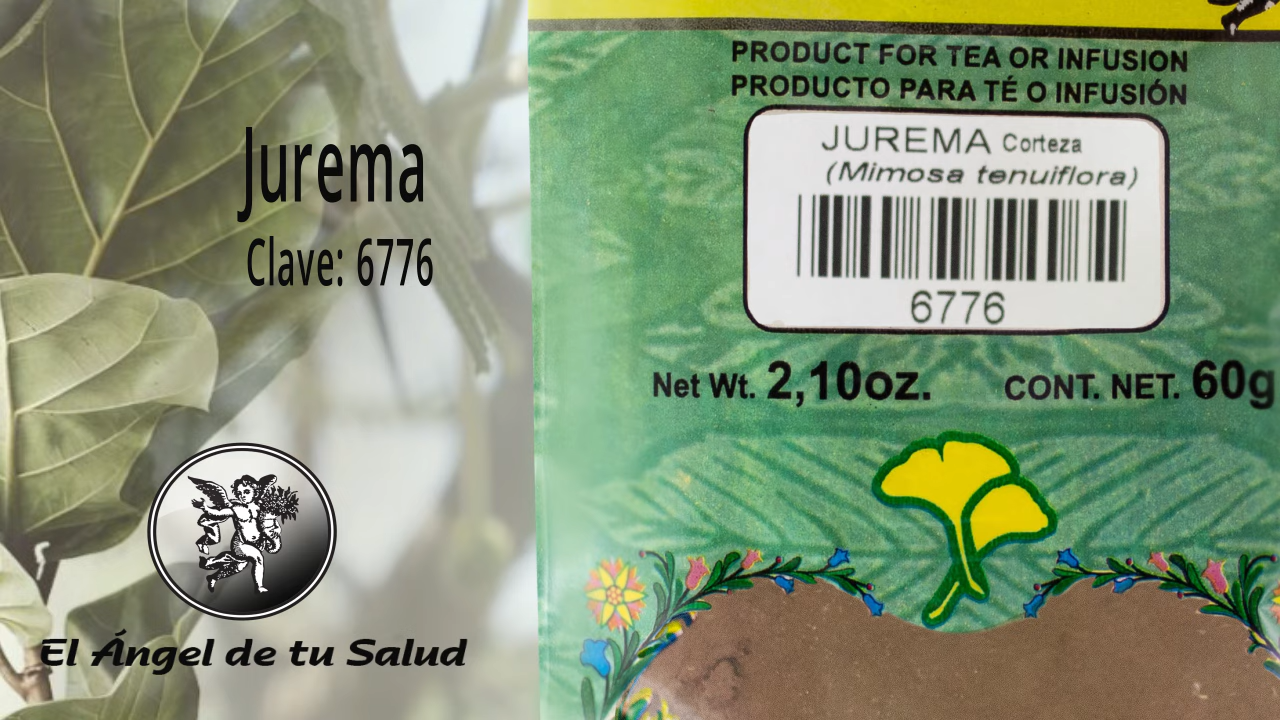 Jurema
Clave: 6776
El Ángel de tu Salud
PRODUCT FOR TEA OR INFUSION
PRODUCTO PARA TÉ O INFUSIÓN
JUREMA Corteza
(Mimosa tenuiflora)
6776
Net Wt. 2,10oz. CONT. NET. 60g